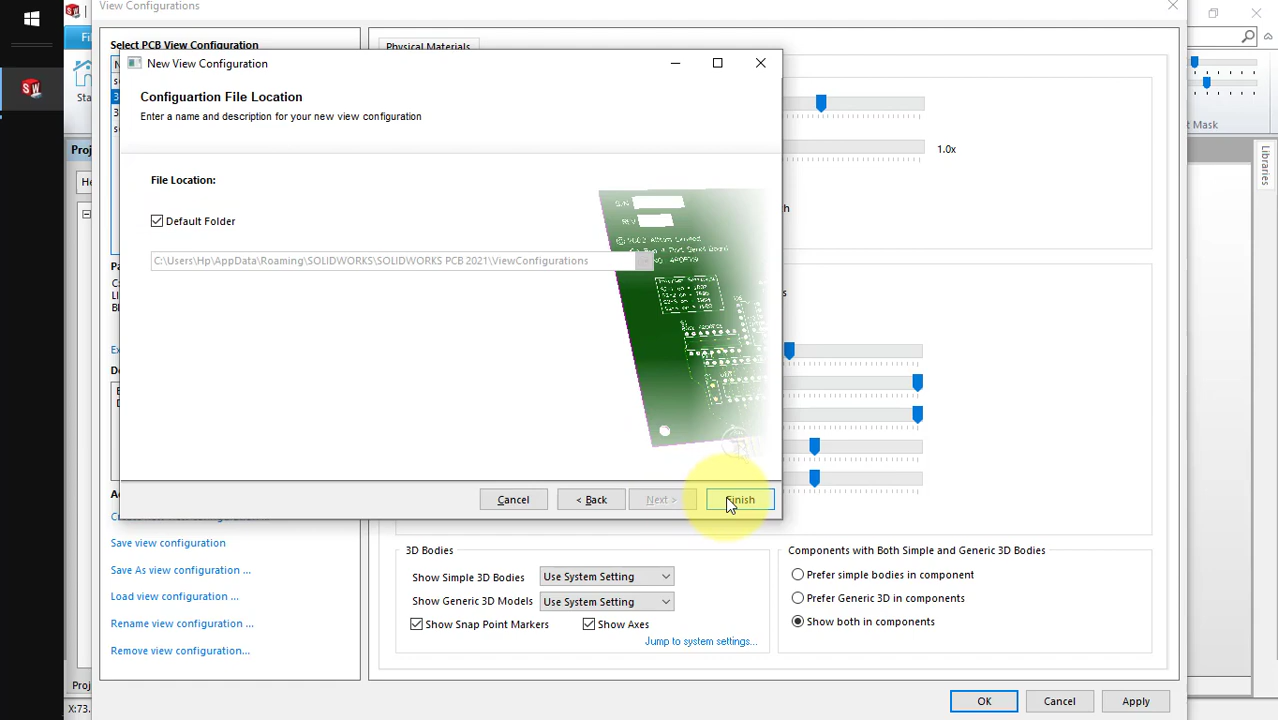 View Configurations
Select PCB View Configuration
Physical Materials
New View Configuration
Configuartion File Location
Enter a name and description for your new view configuration
File Location:
Default Folder
C:\Users\Hp\AppData\Roaming\SOLIDWORKS\SOLIDWORKS PCB 2021\ViewConfigurations
1.0x
t Mask
Libraries
Cancel
< Back
Next >
Finish
Save view configuration
Save As view configuration ...
Load view configuration ...
Rename view configuration ...
Remove view configuration...
3D Bodies
Show Simple 3D Bodies
Use System Setting
Show Generic 3D Models
Use System Setting
Show Snap Point Markers
Show Axes
Jump to system settings...
Components with Both Simple and Generic 3D Bodies
Prefer simple bodies in component
Prefer Generic 3D in components
Show both in components
OK
Cancel
Apply
X:73.